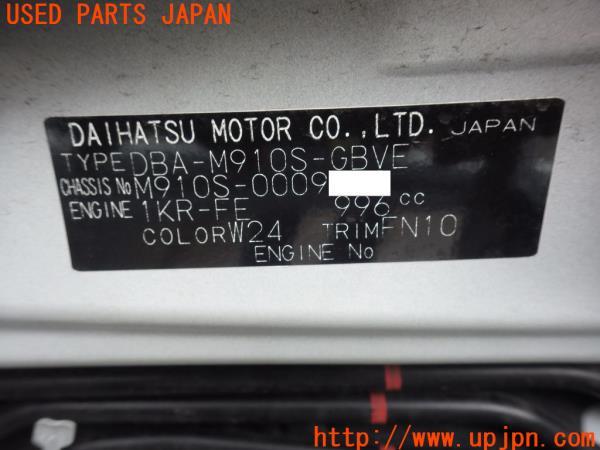 USED PARTS JAPAN
DAIHATSU MOTOR CO.,LTD. JAPAN
TYPE DBA-M910S-GBVE
CHASSIS No M910S-0009
ENGINE 1KR-FE 996 cc
COLOR W24 TRIM FN10
ENGINE No
UPJ
http://www.upjpn.com